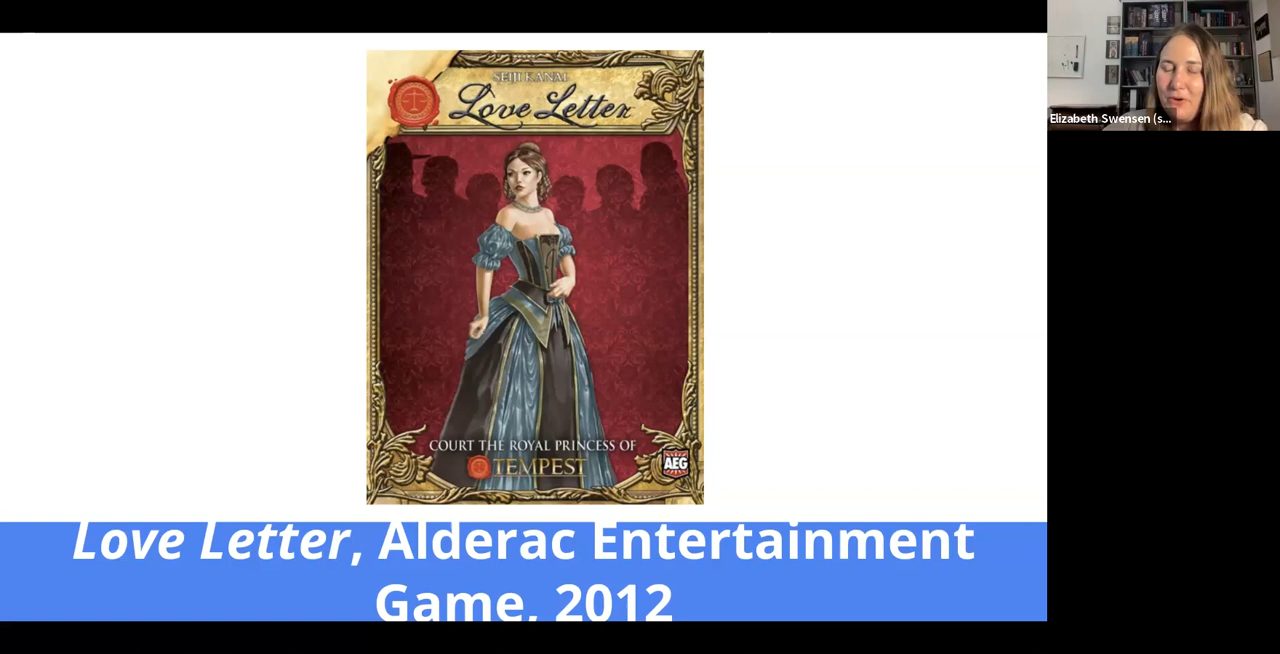 SEIJI KANAI
Love Letter
COURT THE ROYAL PRINCESS OF
TEMPEST
AEG
Love Letter, Alderac Entertainment
Game, 2012
Elizabeth Swensen (s...